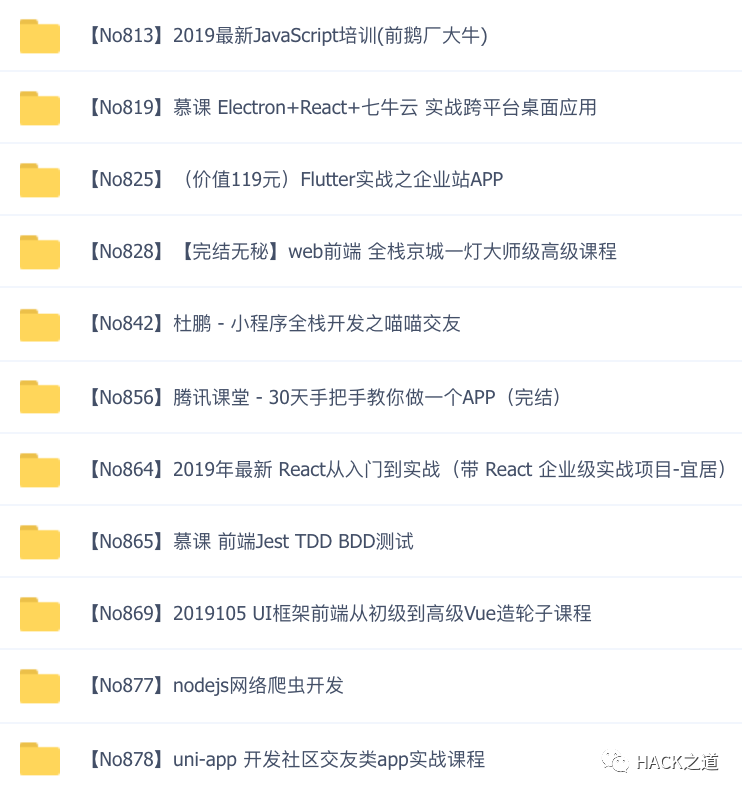 【No813】2019最新JavaScript培训(前鹅厂大牛)
【No819】慕课 Electron+React+七牛云 实战跨平台桌面应用
【No825】（价值119元）Flutter实战之企业站APP
【No828】【完结无秘】web前端 全栈京城一灯大师级高级课程
【No842】杜鹏 - 小程序全栈开发之喵喵交友
【No856】腾讯课堂 - 30天手把手教你做一个APP（完结）
【No864】2019年最新 React从入门到实战（带 React 企业级实战项目-宜居）
【No865】慕课 前端Jest TDD BDD测试
【No869】2019105 UI框架前端从初级到高级Vue造轮子课程
【No877】nodejs网络爬虫开发
【No878】uni-app 开发社区交友类app实战课程
HACK之道